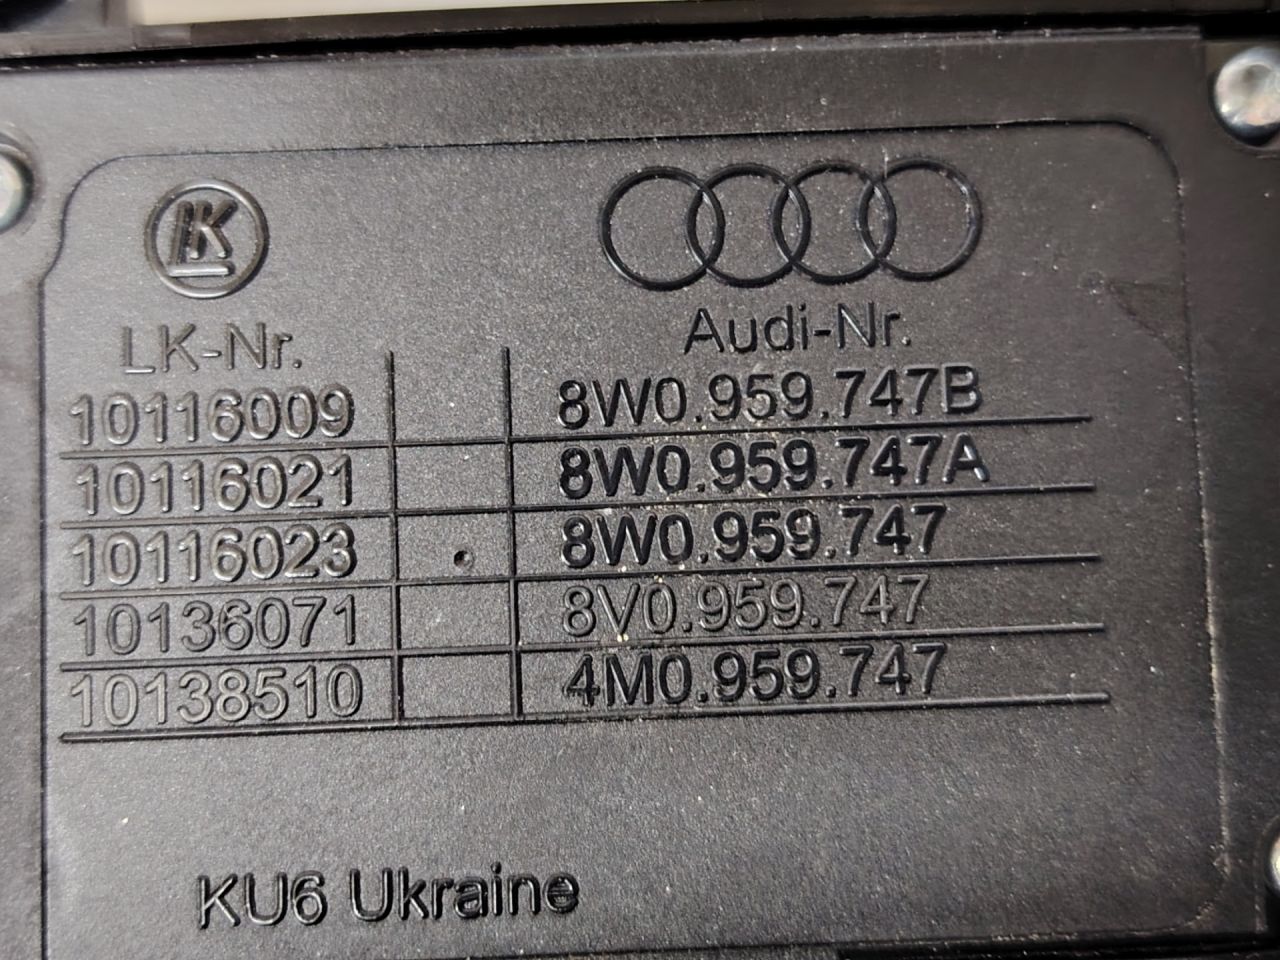 LK
LK-Nr. Audi-Nr.
10116009 8W0.959.747B
10116021 8W0.959.747A
10116023 8W0.959.747
10136071 8V0.959.747
10138510 4M0.959.747
KU6 Ukraine